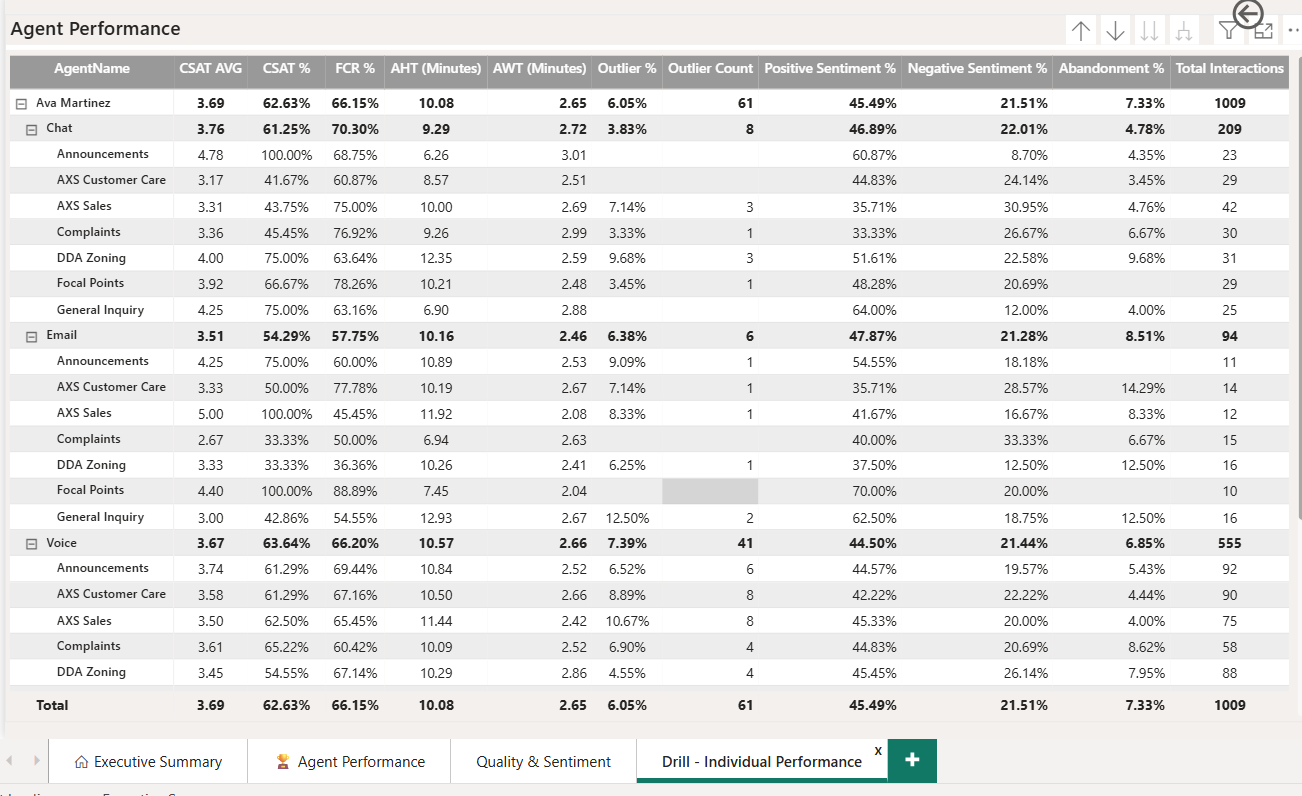 Agent Performance
AgentName CSAT AVG CSAT % FCR % AHT (Minutes) AWT (Minutes) Outlier % Outlier Count Positive Sentiment % Negative Sentiment % Abandonment % Total Interactions
Ava Martinez 3.69 62.63% 66.15% 10.08 2.65 6.05% 61 45.49% 21.51% 7.33% 1009
Chat 3.76 61.25% 70.30% 9.29 2.72 3.83% 8 46.89% 22.01% 4.78% 209
Announcements 4.78 100.00% 68.75% 6.26 3.01 60.87% 8.70% 4.35% 23
AXS Customer Care 3.17 41.67% 60.87% 8.57 2.51 44.83% 24.14% 3.45% 29
AXS Sales 3.31 43.75% 75.00% 10.00 2.69 7.14% 3 35.71% 30.95% 4.76% 42
Complaints 3.36 45.45% 76.92% 9.26 2.99 3.33% 1 33.33% 26.67% 6.67% 30
DDA Zoning 4.00 75.00% 63.64% 12.35 2.59 9.68% 3 51.61% 22.58% 9.68% 31
Focal Points 3.92 66.67% 78.26% 10.21 2.48 3.45% 1 48.28% 20.69% 29
General Inquiry 4.25 75.00% 63.16% 6.90 2.88 64.00% 12.00% 4.00% 25
Email 3.51 54.29% 57.75% 10.16 2.46 6.38% 6 47.87% 21.28% 8.51% 94
Announcements 4.25 75.00% 60.00% 10.89 2.53 9.09% 1 54.55% 18.18% 11
AXS Customer Care 3.33 50.00% 77.78% 10.19 2.67 7.14% 1 35.71% 28.57% 14.29% 14
AXS Sales 5.00 100.00% 45.45% 11.92 2.08 8.33% 1 41.67% 16.67% 8.33% 12
Complaints 2.67 33.33% 50.00% 6.94 2.63 40.00% 33.33% 6.67% 15
DDA Zoning 3.33 33.33% 36.36% 10.26 2.41 6.25% 1 37.50% 12.50% 12.50% 16
Focal Points 4.40 100.00% 88.89% 7.45 2.04 70.00% 20.00% 10
General Inquiry 3.00 42.86% 54.55% 12.93 2.67 12.50% 2 62.50% 18.75% 12.50% 16
Voice 3.67 63.64% 66.20% 10.57 2.66 7.39% 41 44.50% 21.44% 6.85% 555
Announcements 3.74 61.29% 69.44% 10.84 2.52 6.52% 6 44.57% 19.57% 5.43% 92
AXS Customer Care 3.58 61.29% 67.16% 10.50 2.66 8.89% 8 42.22% 22.22% 4.44% 90
AXS Sales 3.50 62.50% 65.45% 11.44 2.42 10.67% 8 45.33% 20.00% 4.00% 75
Complaints 3.61 65.22% 60.42% 10.09 2.52 6.90% 4 44.83% 20.69% 8.62% 58
DDA Zoning 3.45 54.55% 67.14% 10.29 2.86 4.55% 4 45.45% 26.14% 7.95% 88
Total 3.69 62.63% 66.15% 10.08 2.65 6.05% 61 45.49% 21.51% 7.33% 1009
Executive Summary Agent Performance Quality & Sentiment Drill - Individual Performance x +